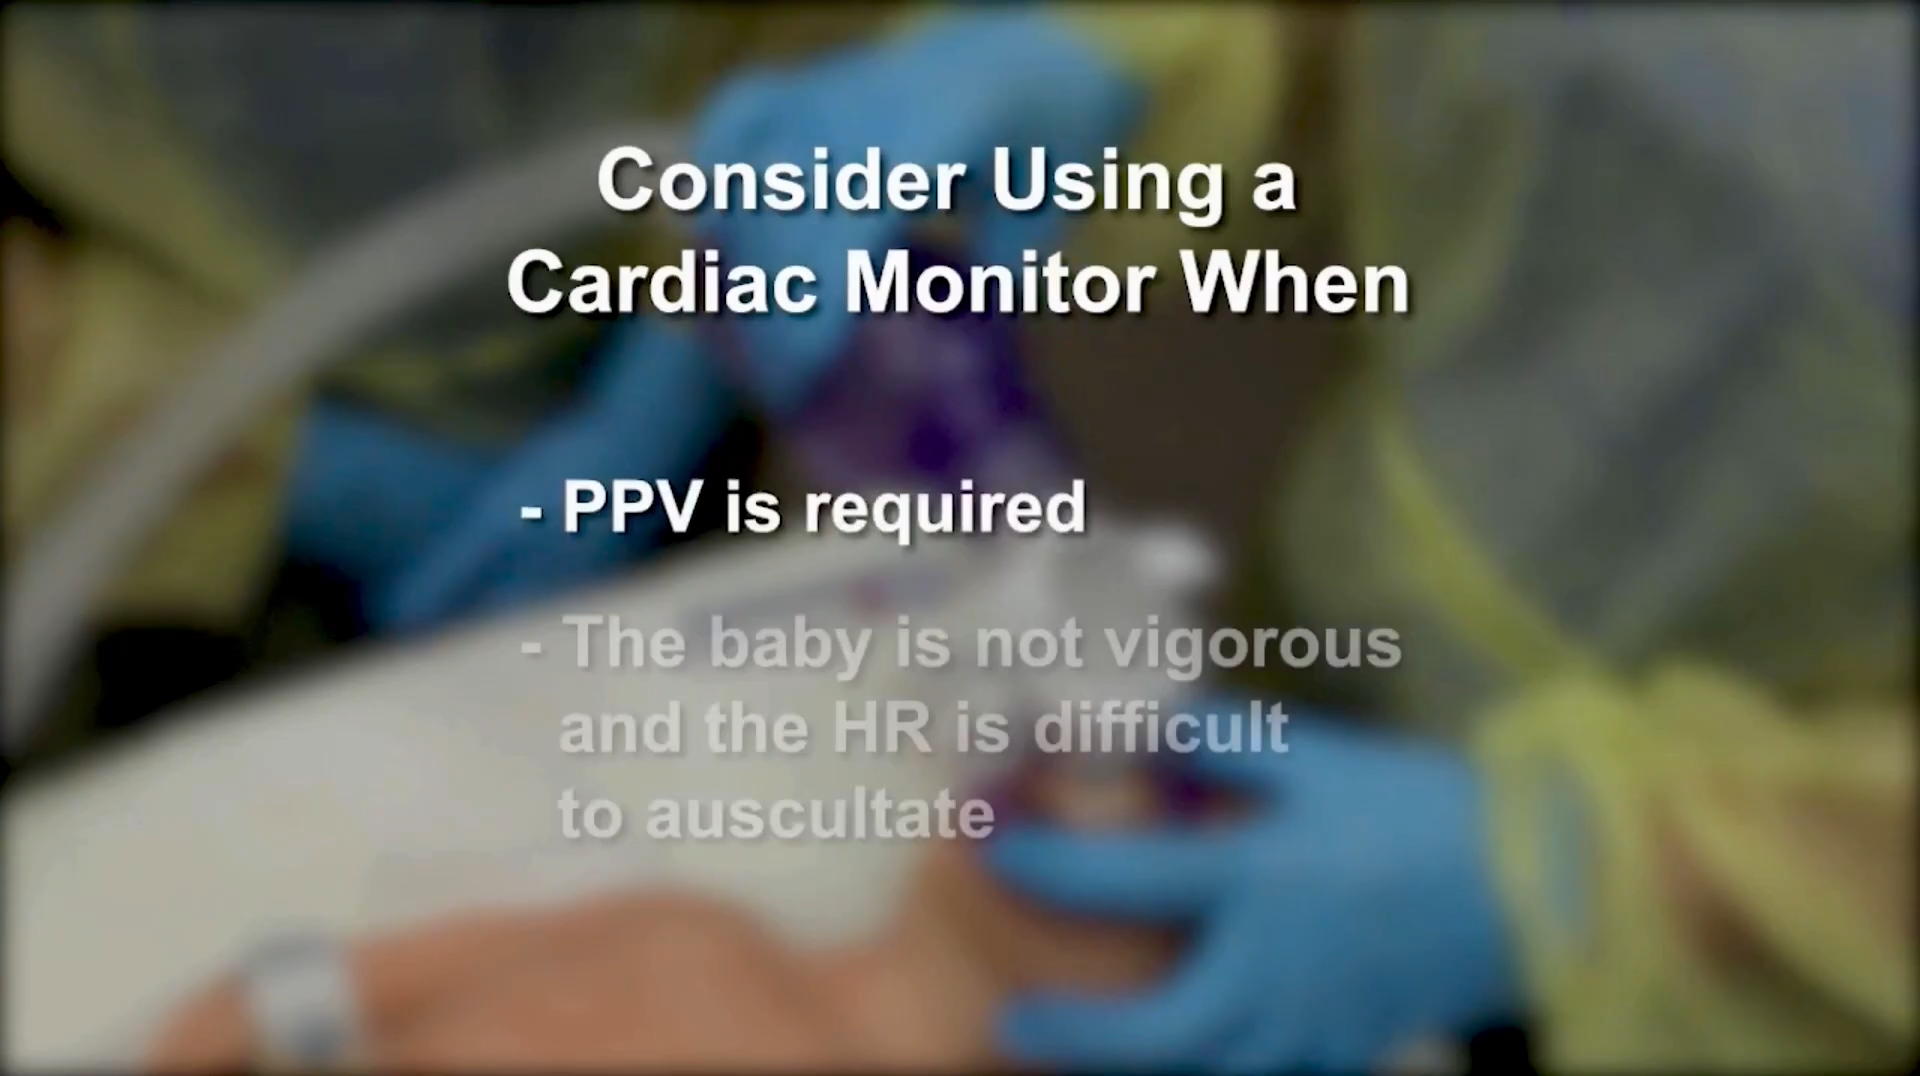 Consider Using a
Cardiac Monitor When
- PPV is required
- The baby is not vigorous
and the HR is difficult
to auscultate